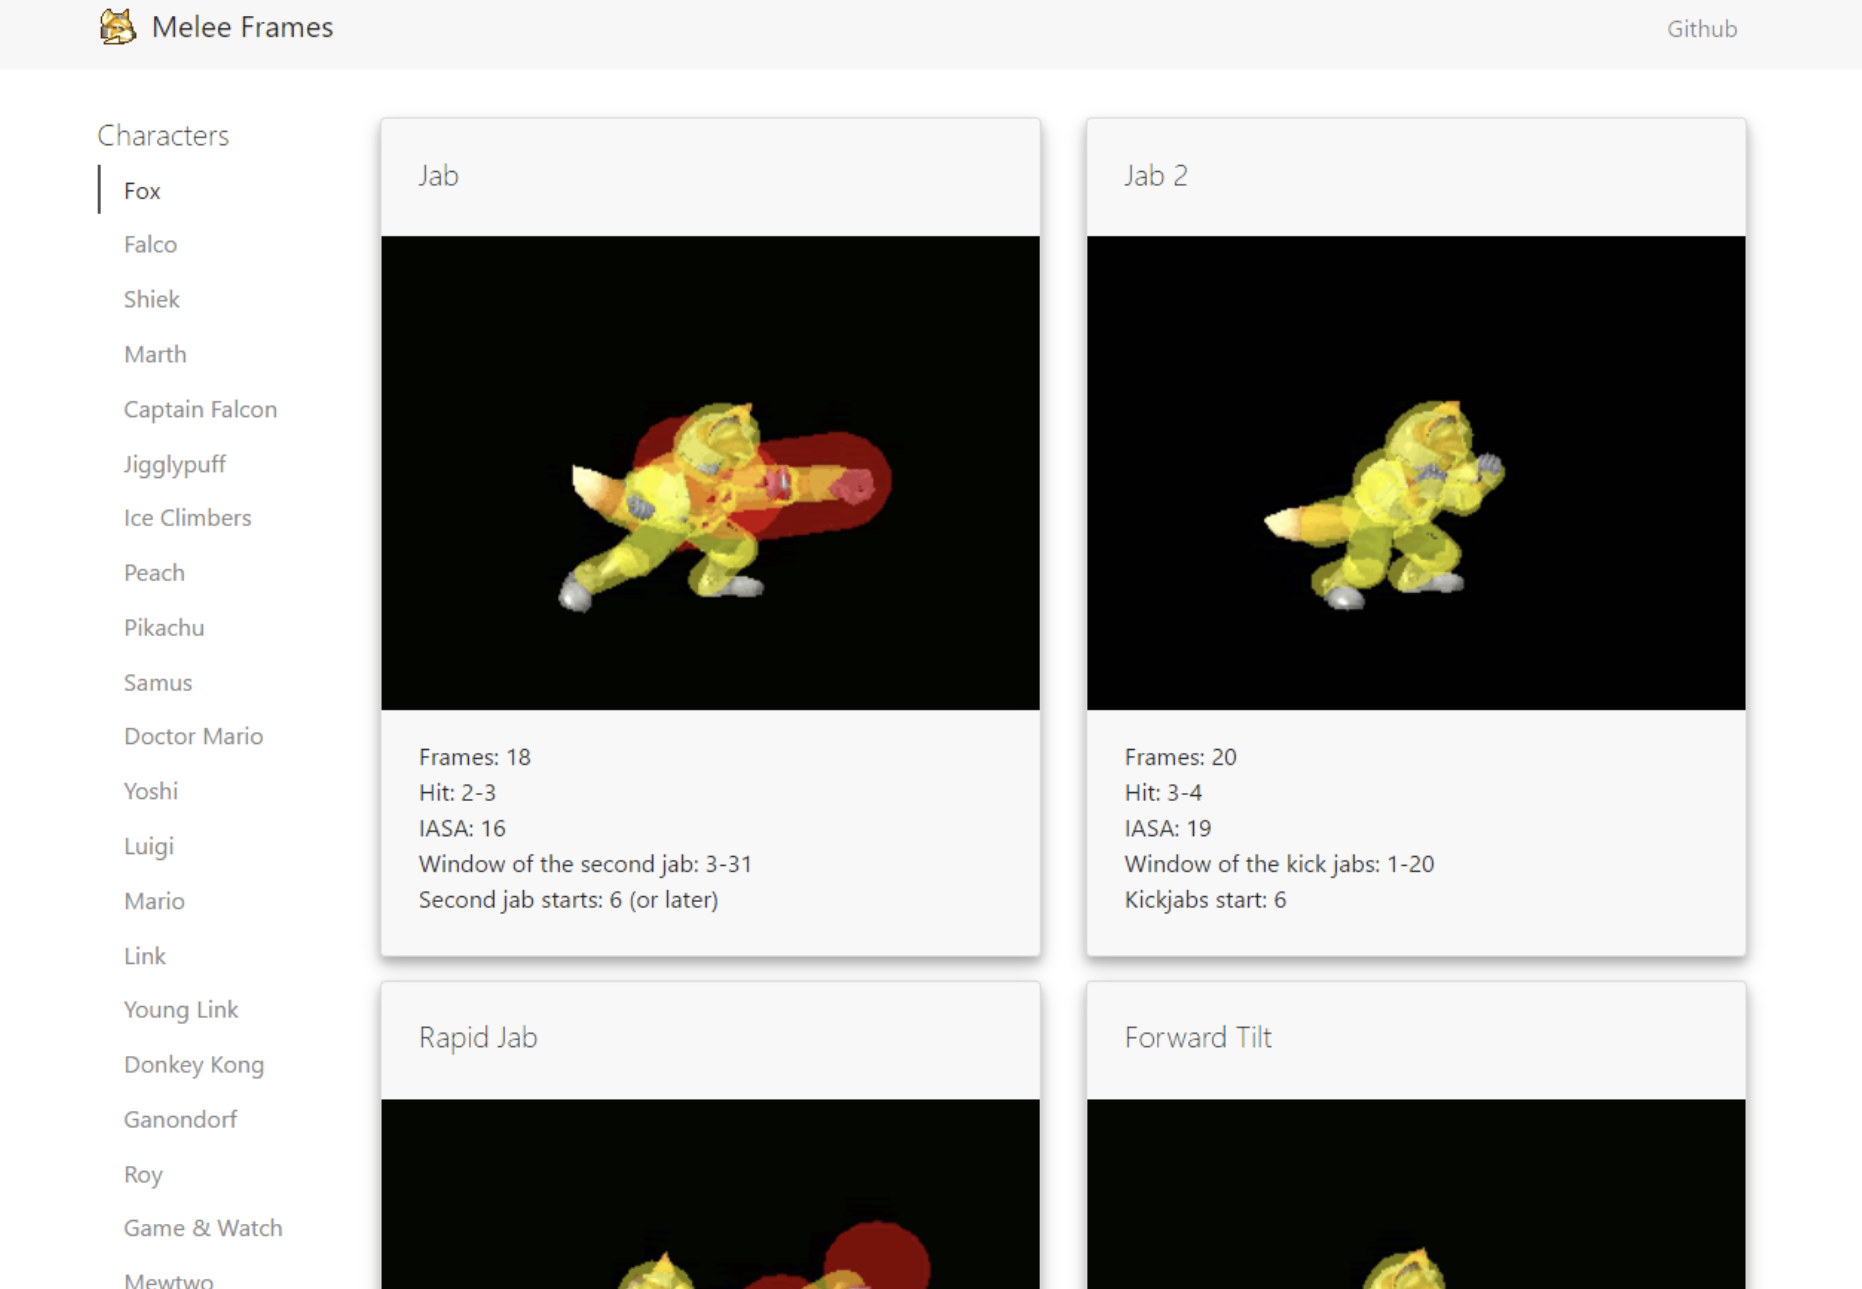 Melee Frames
Github
Characters
Fox
Falco
Shiek
Marth
Captain Falcon
Jigglypuff
Ice Climbers
Peach
Pikachu
Samus
Doctor Mario
Yoshi
Luigi
Mario
Link
Young Link
Donkey Kong
Ganondorf
Roy
Game & Watch
Mewtwo
Jab
Frames: 18
Hit: 2-3
IASA: 16
Window of the second jab: 3-31
Second jab starts: 6 (or later)
Jab 2
Frames: 20
Hit: 3-4
IASA: 19
Window of the kick jabs: 1-20
Kickjabs start: 6
Rapid Jab
Forward Tilt